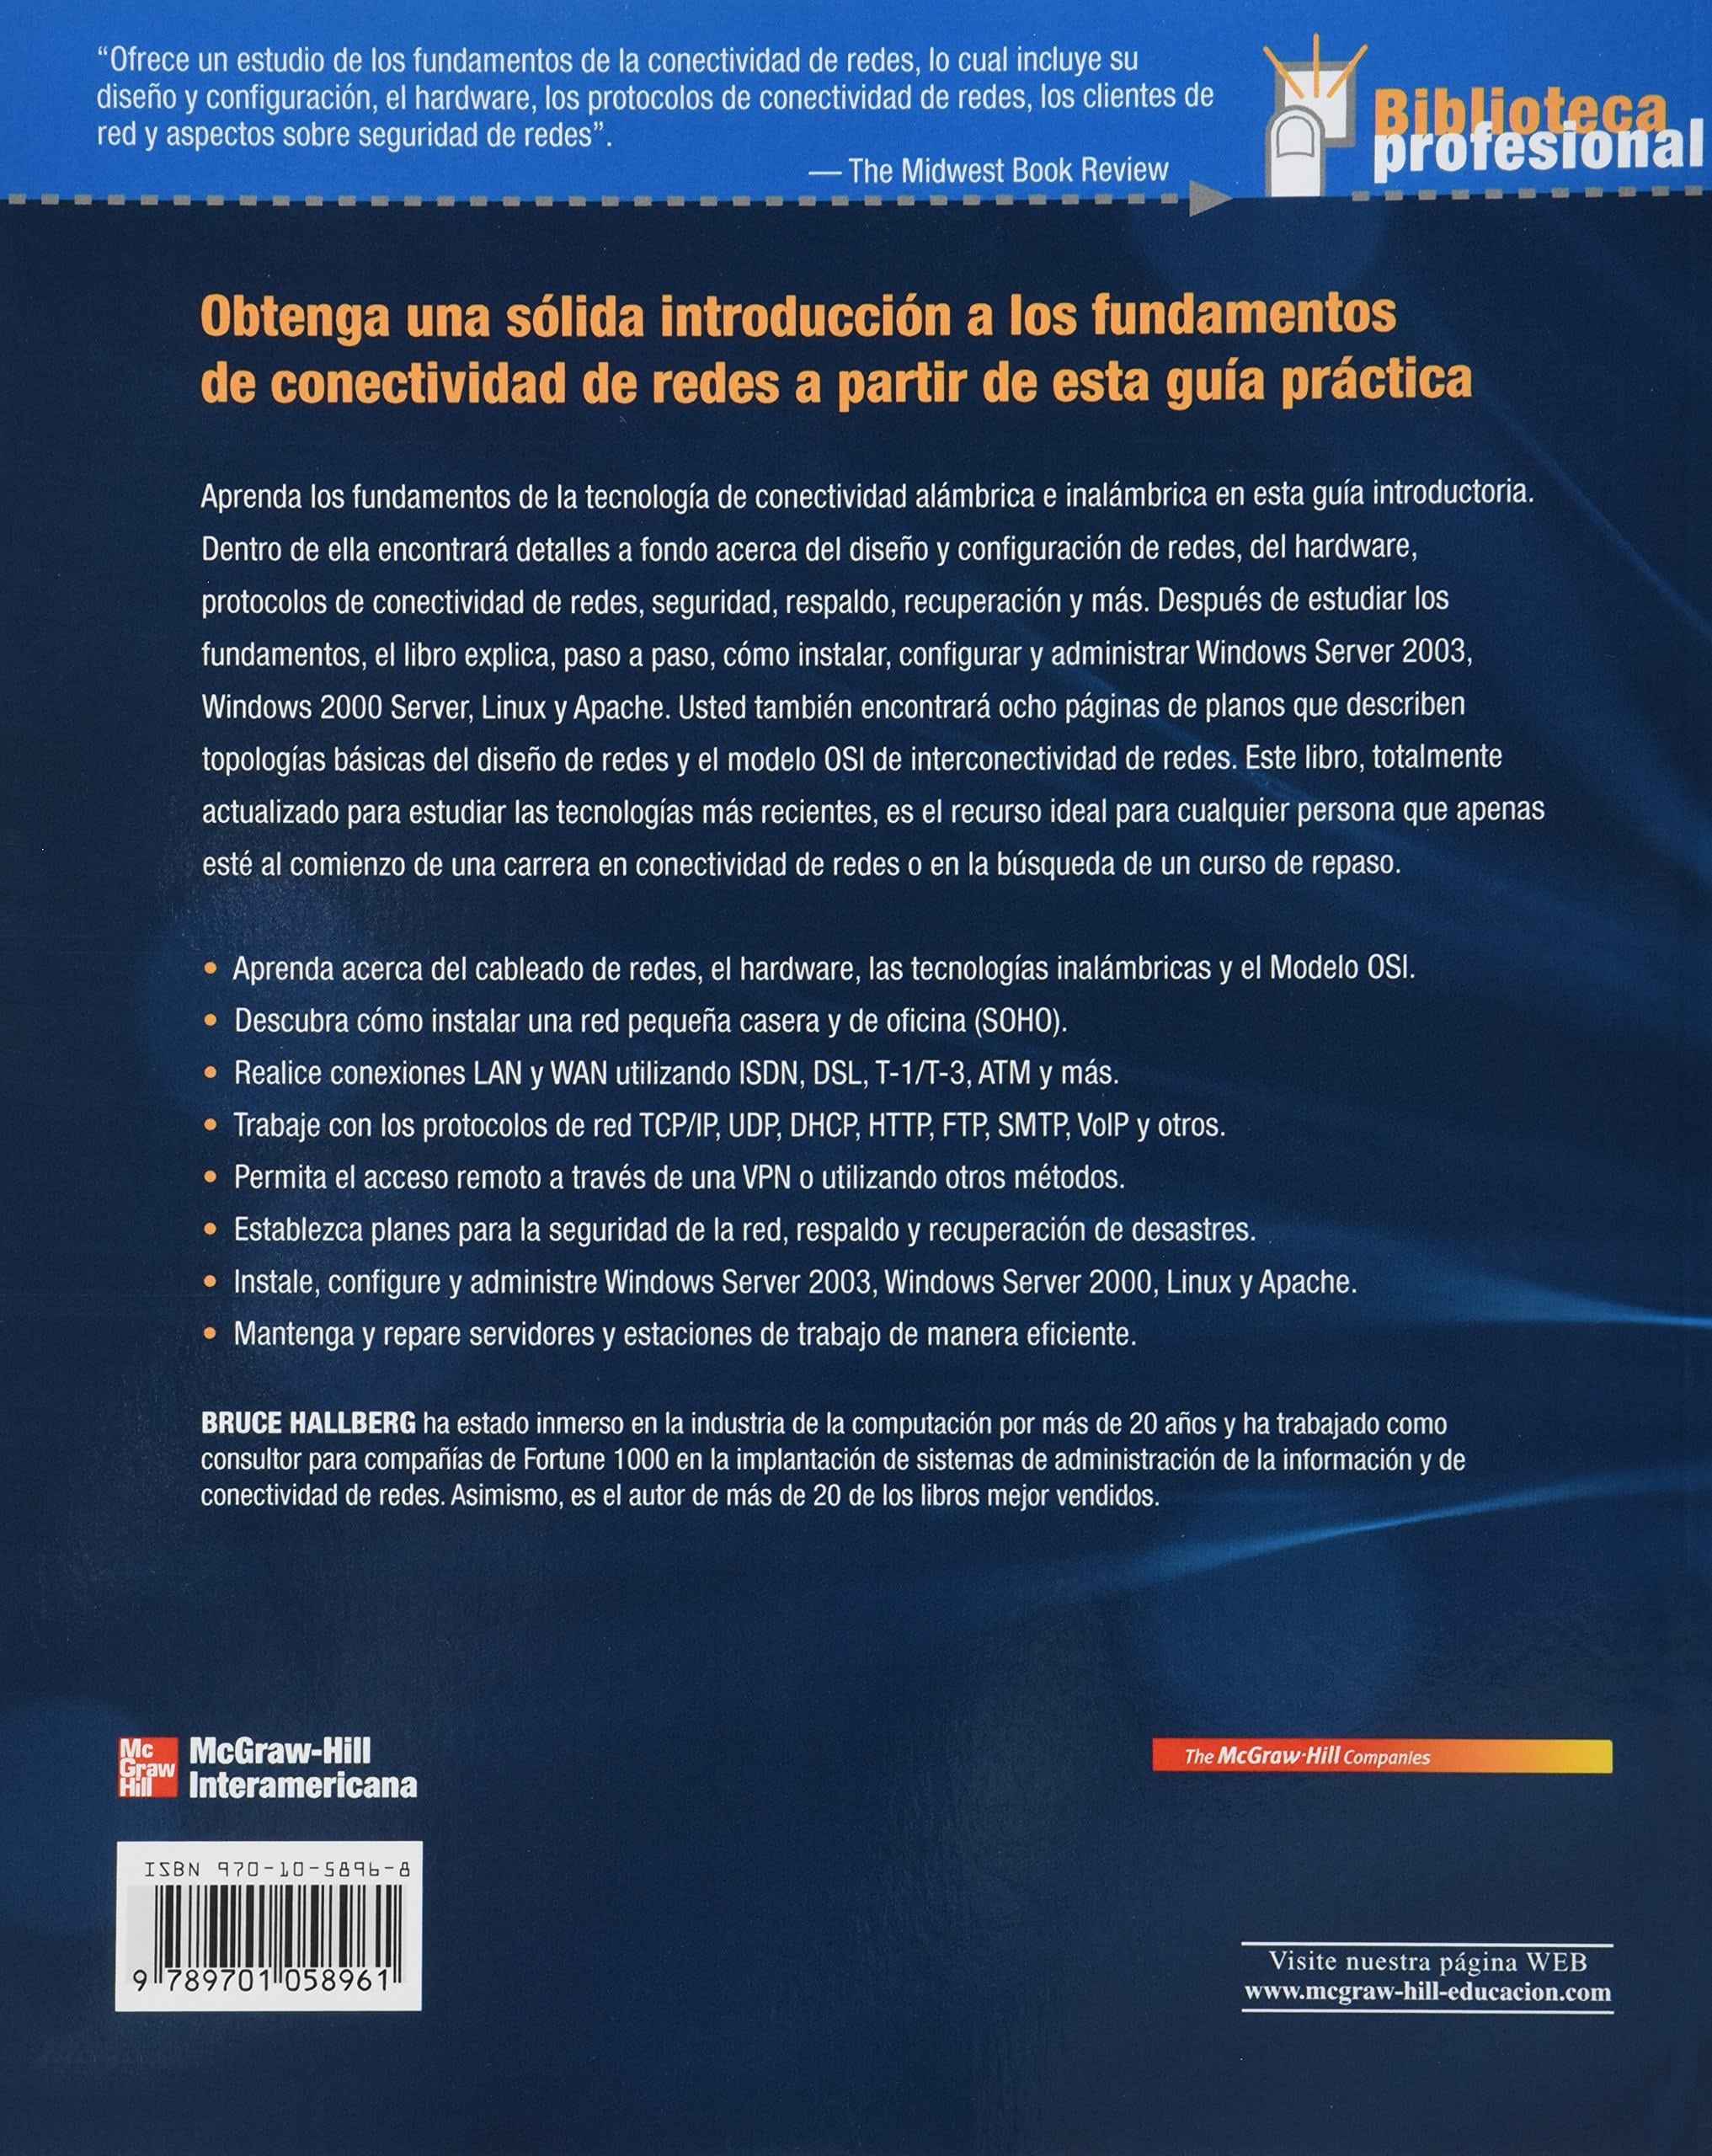 “Ofrece un estudio de los fundamentos de la conectividad de redes, lo cual incluye su
diseño y configuración, el hardware, los protocolos de conectividad de redes, los clientes de
red y aspectos sobre seguridad de redes”.
— The Midwest Book Review
Biblioteca
profesional
Obtenga una sólida introducción a los fundamentos
de conectividad de redes a partir de esta guía práctica
Aprenda los fundamentos de la tecnología de conectividad alámbrica e inalámbrica en esta guía introductoria.
Dentro de ella encontrará detalles a fondo acerca del diseño y configuración de redes, del hardware,
protocolos de conectividad de redes, seguridad, respaldo, recuperación y más. Después de estudiar los
fundamentos, el libro explica, paso a paso, cómo instalar, configurar y administrar Windows Server 2003,
Windows 2000 Server, Linux y Apache. Usted también encontrará ocho páginas de planos que describen
topologías básicas del diseño de redes y el modelo OSI de interconectividad de redes. Este libro, totalmente
actualizado para estudiar las tecnologías más recientes, es el recurso ideal para cualquier persona que apenas
esté al comienzo de una carrera en conectividad de redes o en la búsqueda de un curso de repaso.
• Aprenda acerca del cableado de redes, el hardware, las tecnologías inalámbricas y el Modelo OSI.
• Descubra cómo instalar una red pequeña casera y de oficina (SOHO).
• Realice conexiones LAN y WAN utilizando ISDN, DSL, T-1/T-3, ATM y más.
• Trabaje con los protocolos de red TCP/IP, UDP, DHCP, HTTP, FTP, SMTP, VoIP y otros.
• Permita el acceso remoto a través de una VPN o utilizando otros métodos.
• Establezca planes para la seguridad de la red, respaldo y recuperación de desastres.
• Instale, configure y administre Windows Server 2003, Windows Server 2000, Linux y Apache.
• Mantenga y repare servidores y estaciones de trabajo de manera eficiente.
BRUCE HALLBERG ha estado inmerso en la industria de la computación por más de 20 años y ha trabajado como
consultor para compañías de Fortune 1000 en la implantación de sistemas de administración de la información y de
conectividad de redes. Asimismo, es el autor de más de 20 de los libros mejor vendidos.
Mc
Graw
Hill
McGraw-Hill
Interamericana
The McGraw·Hill Companies
ISBN 970-10-5896-8
9 789701 058961
Visite nuestra página WEB
www.mcgraw-hill-educacion.com